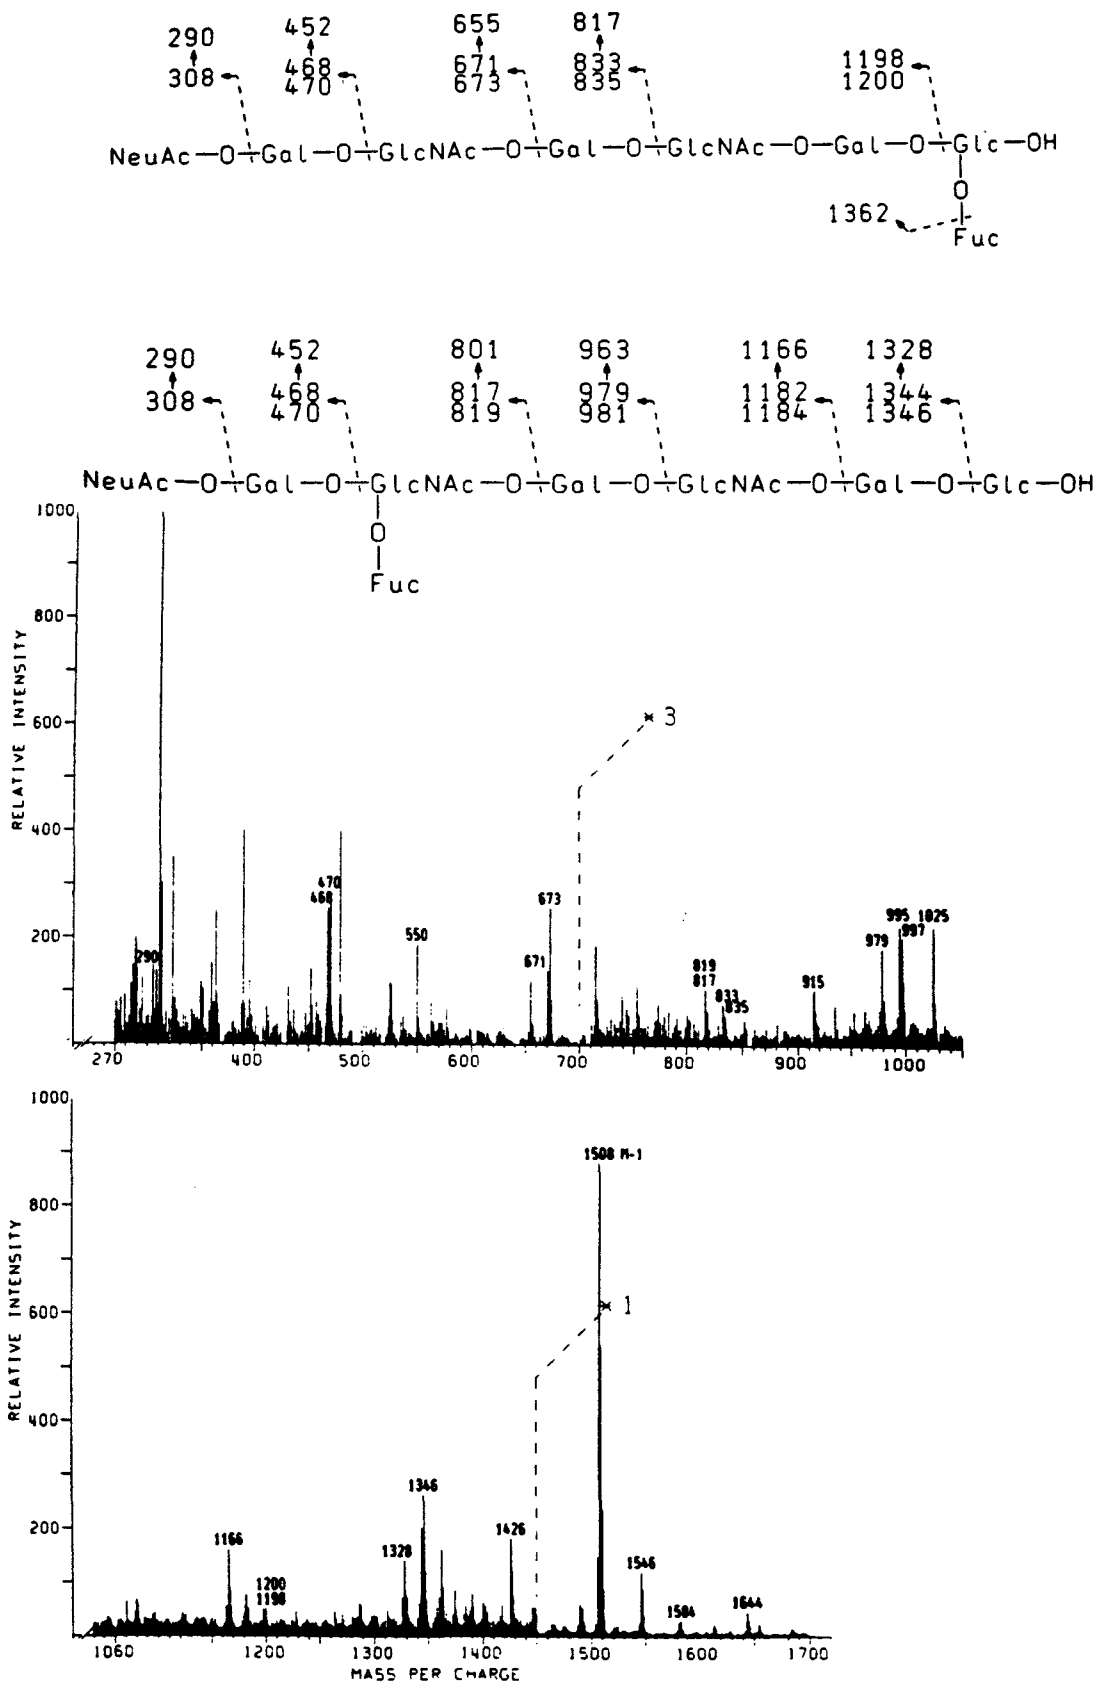 290 452 655 817
308 468 671 833 1198
470 673 835 1200
NeuAc—O—Gal—O—GlcNAc—O—Gal—O—GlcNAc—O—Gal—O—Glc—OH
O
1362
Fuc
290 452 801 963 1166 1328
308 468 817 979 1182 1344
470 819 981 1184 1346
NeuAc—O—Gal—O—GlcNAc—O—Gal—O—GlcNAc—O—Gal—O—Glc—OH
O
Fuc
1000
800
600
400
200
RELATIVE INTENSITY
* 3
290
470
468
550
673
671
819
817
833
835
915
979
995 1025
997
270 400 500 600 700 800 900 1000
1000
800
600
400
200
RELATIVE INTENSITY
1508 M-1
* 1
1166
1200
1198
1328
1346
1426
1546
1584
1644
1060 1200 1300 1400 1500 1600 1700
MASS PER CHARGE